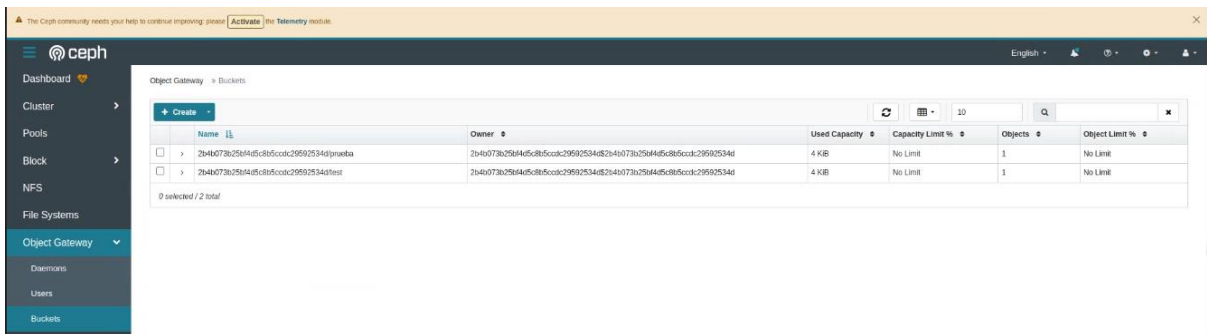 The Ceph community needs your help to continue improving: please Activate the Telemetry module.
ceph
English
Dashboard
Object Gateway » Buckets
Cluster
+ Create
10
Name Owner Used Capacity Capacity Limit % Objects Object Limit %
Pools
2b4b073b25bf4d5c8b5ccdc29592534d/prueba 2b4b073b25bf4d5c8b5ccdc29592534d$2b4b073b25bf4d5c8b5ccdc29592534d 4 KiB No Limit 1 No Limit
Block
2b4b073b25bf4d5c8b5ccdc29592534d/test 2b4b073b25bf4d5c8b5ccdc29592534d$2b4b073b25bf4d5c8b5ccdc29592534d 4 KiB No Limit 1 No Limit
NFS
0 selected / 2 total
File Systems
Object Gateway
Daemons
Users
Buckets